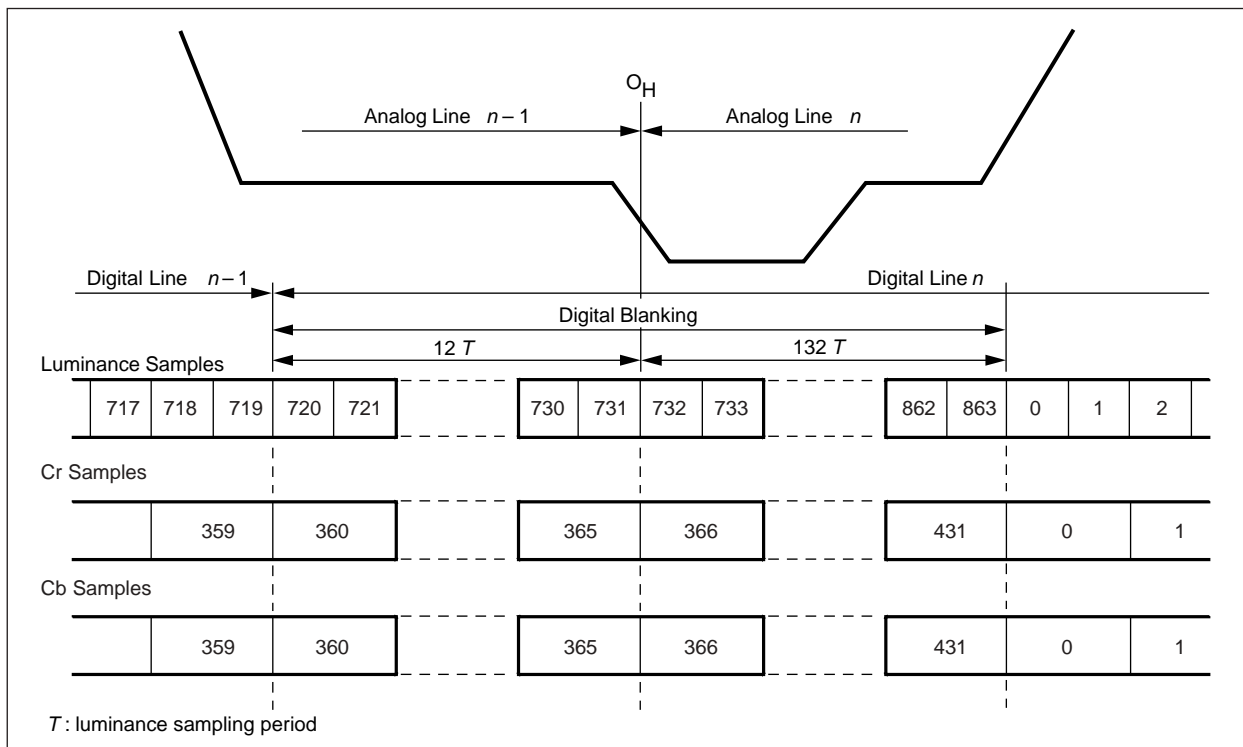 O_H
Analog Line n – 1
Analog Line n
Digital Line n – 1
Digital Line n
Digital Blanking
12 T
132 T
Luminance Samples
717 718 719 720 721 730 731 732 733 862 863 0 1 2
Cr Samples
359 360 365 366 431 0 1
Cb Samples
359 360 365 366 431 0 1
T : luminance sampling period